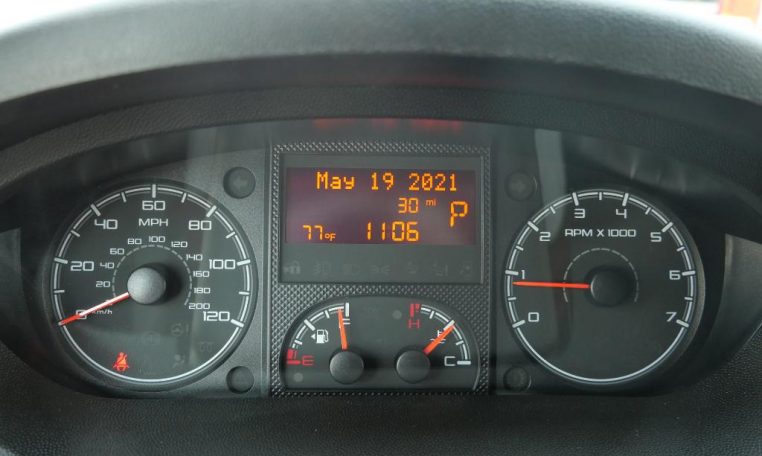 May 19 2021
30 mi
P
77°F 1106
0 20 40 60 80 100 120
MPH
20 40 60 80 100 120 140 160 180 200
km/h
E F
H C
0 1 2 3 4 5 6 7
RPM X 1000